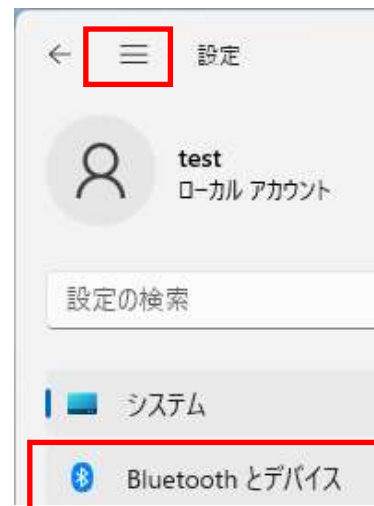 設定
test
ローカル アカウント
設定の検索
システム
Bluetooth とデバイス